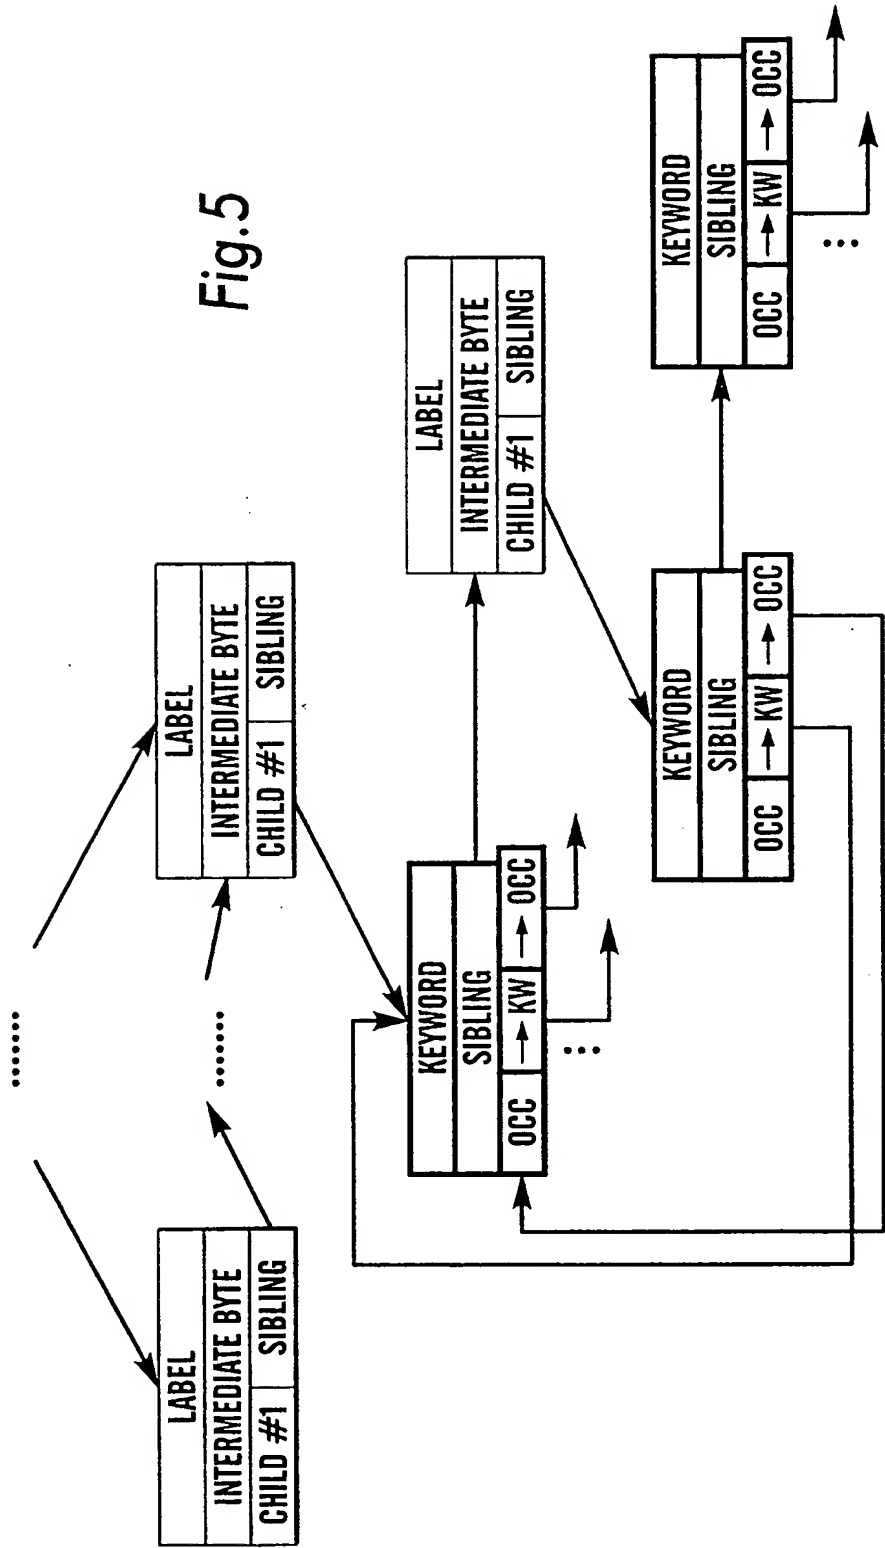 Fig.5
.......
LABEL
INTERMEDIATE BYTE
CHILD #1 SIBLING
.......
LABEL
INTERMEDIATE BYTE
CHILD #1 SIBLING
KEYWORD
SIBLING
OCC →KW →OCC
...
LABEL
INTERMEDIATE BYTE
CHILD #1 SIBLING
KEYWORD
SIBLING
OCC →KW →OCC
KEYWORD
SIBLING
OCC →KW →OCC
...